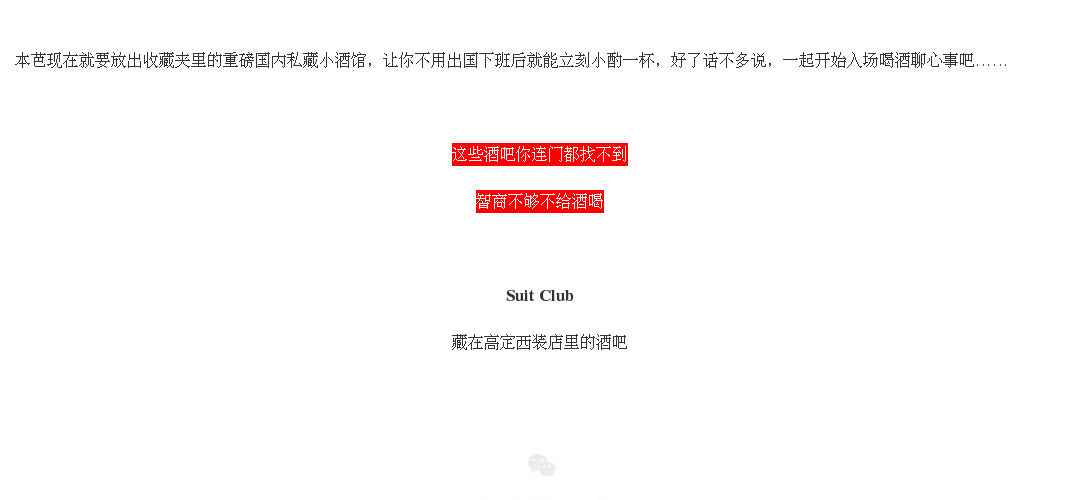 本芭现在就要放出收藏夹里的重磅国内私藏小酒馆，让你不用出国下班后就能立刻小酌一杯，好了话不多说，一起开始入场喝酒聊心事吧……
这些酒吧你连门都找不到
智商不够不给酒喝
Suit Club
藏在高定西装店里的酒吧